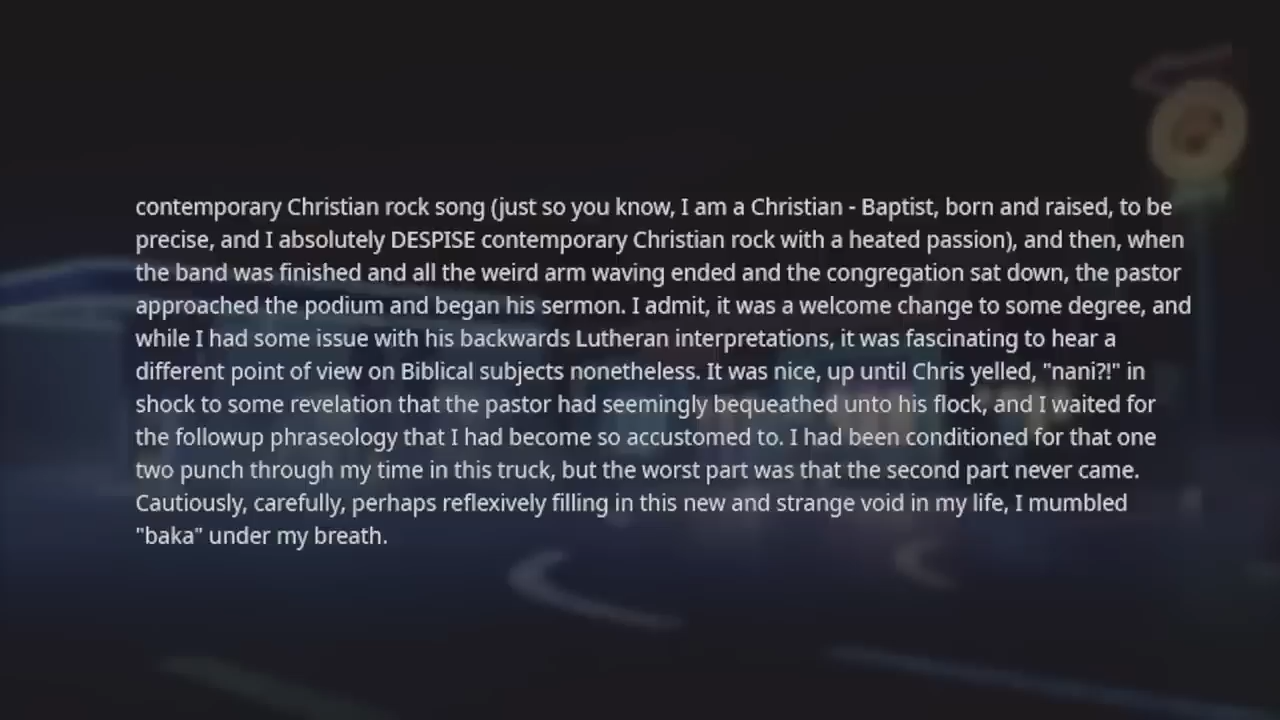 contemporary Christian rock song (just so you know, I am a Christian - Baptist, born and raised, to be
precise, and I absolutely DESPISE contemporary Christian rock with a heated passion), and then, when
the band was finished and all the weird arm waving ended and the congregation sat down, the pastor
approached the podium and began his sermon. I admit, it was a welcome change to some degree, and
while I had some issue with his backwards Lutheran interpretations, it was fascinating to hear a
different point of view on Biblical subjects nonetheless. It was nice, up until Chris yelled, "nani?!" in
shock to some revelation that the pastor had seemingly bequeathed unto his flock, and I waited for
the followup phraseology that I had become so accustomed to. I had been conditioned for that one
two punch through my time in this truck, but the worst part was that the second part never came.
Cautiously, carefully, perhaps reflexively filling in this new and strange void in my life, I mumbled
"baka" under my breath.